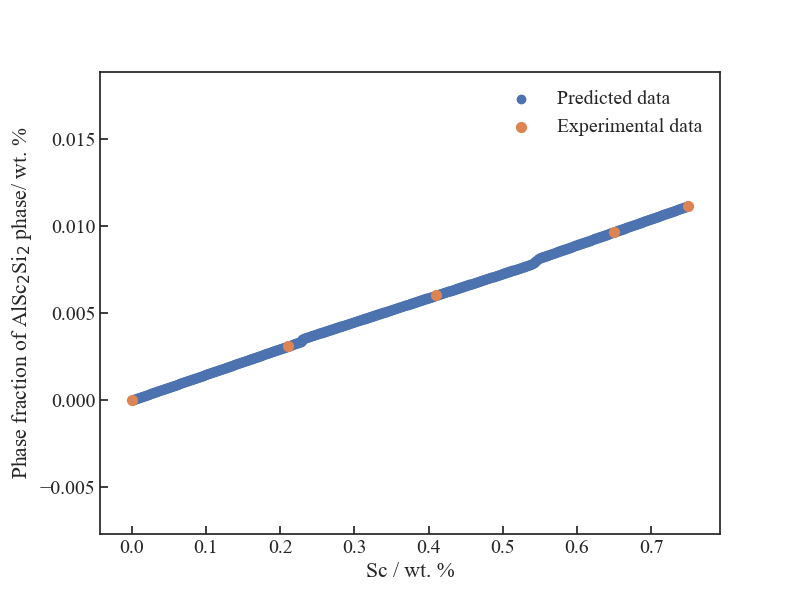 Predicted data
Experimental data
Phase fraction of AlSc₂Si₂ phase/ wt. %
0.015
0.010
0.005
0.000
−0.005
0.0 0.1 0.2 0.3 0.4 0.5 0.6 0.7
Sc / wt. %